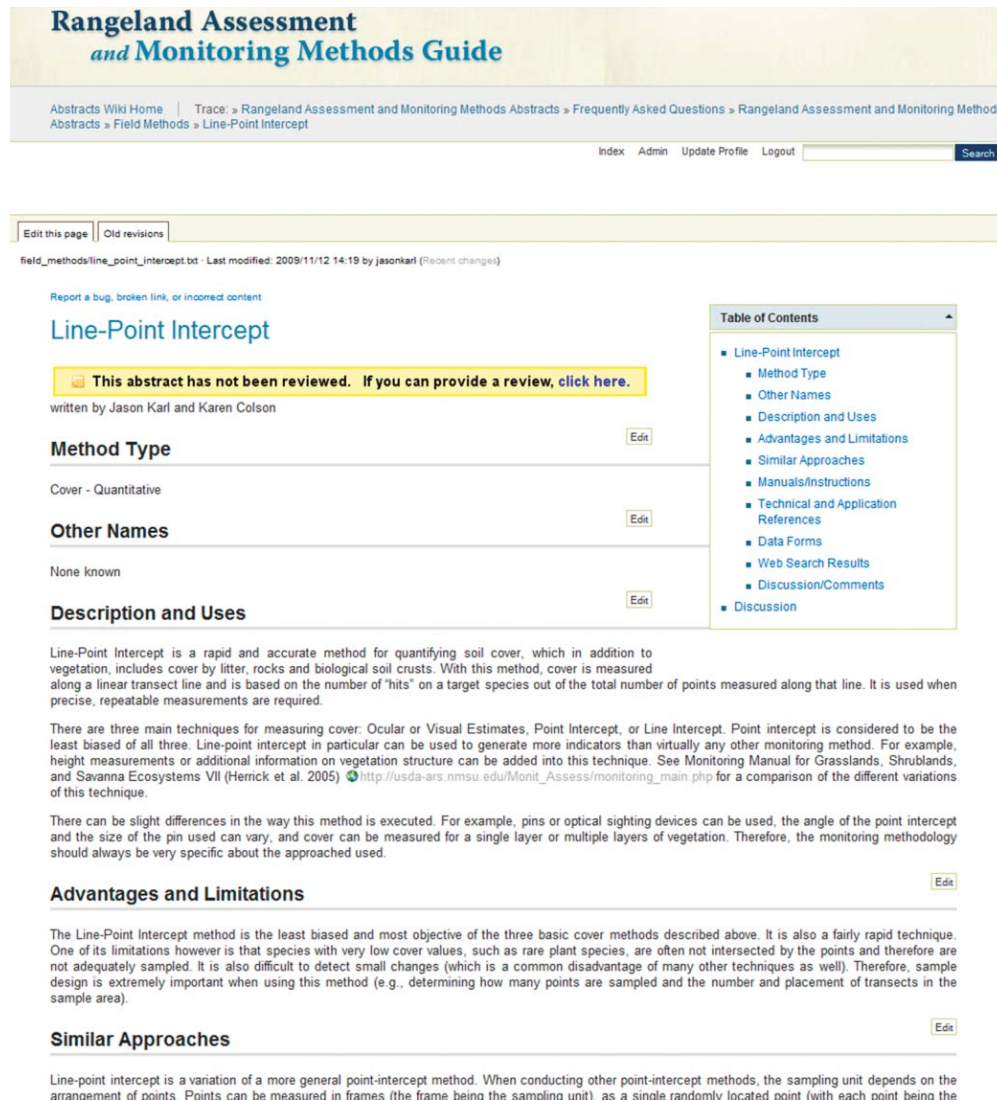 Rangeland Assessment
and Monitoring Methods Guide
Abstracts Wiki Home | Trace: » Rangeland Assessment and Monitoring Methods Abstracts » Frequently Asked Questions » Rangeland Assessment and Monitoring Method
Abstracts » Field Methods » Line-Point Intercept
Index Admin Update Profile Logout Search
Edit this page Old revisions
field_methods/line_point_intercept.txt · Last modified: 2009/11/12 14:19 by jasonkarl (Recent changes)
Report a bug, broken link, or incorrect content
Line-Point Intercept
This abstract has not been reviewed. If you can provide a review, click here.
written by Jason Karl and Karen Colson
Edit
Method Type
Cover - Quantitative
Edit
Other Names
None known
Edit
Description and Uses
Table of Contents
Line-Point Intercept
Method Type
Other Names
Description and Uses
Advantages and Limitations
Similar Approaches
Manuals/Instructions
Technical and Application
References
Data Forms
Web Search Results
Discussion/Comments
Discussion
Line-Point Intercept is a rapid and accurate method for quantifying soil cover, which in addition to
vegetation, includes cover by litter, rocks and biological soil crusts. With this method, cover is measured
along a linear transect line and is based on the number of "hits" on a target species out of the total number of points measured along that line. It is used when
precise, repeatable measurements are required.
There are three main techniques for measuring cover: Ocular or Visual Estimates, Point Intercept, or Line Intercept. Point intercept is considered to be the
least biased of all three. Line-point intercept in particular can be used to generate more indicators than virtually any other monitoring method. For example,
height measurements or additional information on vegetation structure can be added into this technique. See Monitoring Manual for Grasslands, Shrublands,
and Savanna Ecosystems VII (Herrick et al. 2005) http://usda-ars.nmsu.edu/Monit_Assess/monitoring_main.php for a comparison of the different variations
of this technique.
There can be slight differences in the way this method is executed. For example, pins or optical sighting devices can be used, the angle of the point intercept
and the size of the pin used can vary, and cover can be measured for a single layer or multiple layers of vegetation. Therefore, the monitoring methodology
should always be very specific about the approached used.
Edit
Advantages and Limitations
The Line-Point Intercept method is the least biased and most objective of the three basic cover methods described above. It is also a fairly rapid technique.
One of its limitations however is that species with very low cover values, such as rare plant species, are often not intersected by the points and therefore are
not adequately sampled. It is also difficult to detect small changes (which is a common disadvantage of many other techniques as well). Therefore, sample
design is extremely important when using this method (e.g., determining how many points are sampled and the number and placement of transects in the
sample area).
Edit
Similar Approaches
Line-point intercept is a variation of a more general point-intercept method. When conducting other point-intercept methods, the sampling unit depends on the
arrangement of points. Points can be measured in frames (the frame being the sampling unit), as a single randomly located point (with each point being the